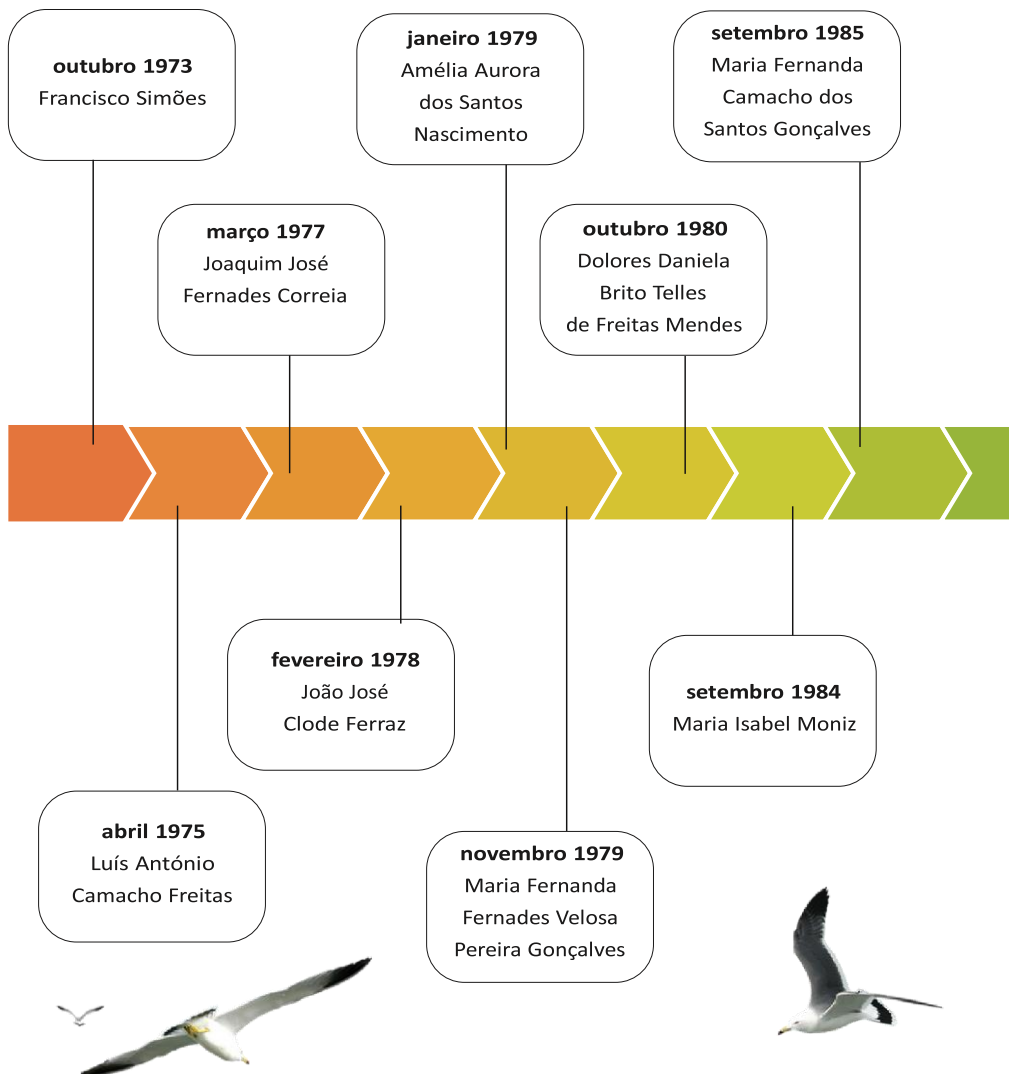 outubro 1973
Francisco Simões
janeiro 1979
Amélia Aurora
dos Santos
Nascimento
setembro 1985
Maria Fernanda
Camacho dos
Santos Gonçalves
março 1977
Joaquim José
Fernades Correia
outubro 1980
Dolores Daniela
Brito Telles
de Freitas Mendes
fevereiro 1978
João José
Clode Ferraz
setembro 1984
Maria Isabel Moniz
abril 1975
Luís António
Camacho Freitas
novembro 1979
Maria Fernanda
Fernades Velosa
Pereira Gonçalves